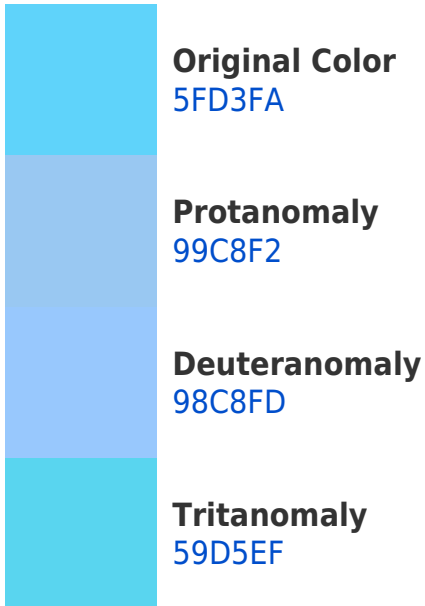 Original Color
5FD3FA
Protanomaly
99C8F2
Deuteranomaly
98C8FD
Tritanomaly
59D5EF